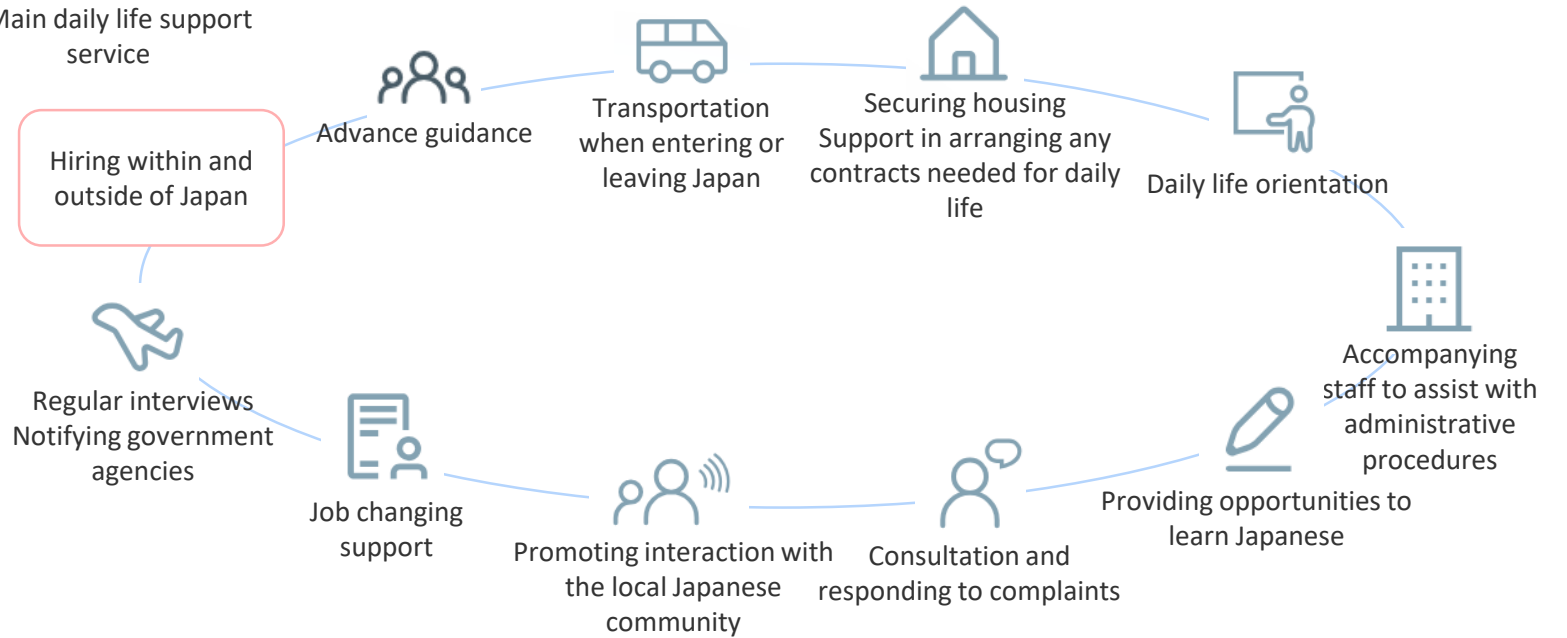 Main daily life support
service
Hiring within and
outside of Japan
Advance guidance
Transportation
when entering or
leaving Japan
Securing housing
Support in arranging any
contracts needed for daily
life
Daily life orientation
Accompanying
staff to assist with
administrative
procedures
Providing opportunities to
learn Japanese
Consultation and
responding to complaints
Promoting interaction with
the local Japanese
community
Job changing
support
Regular interviews
Notifying government
agencies